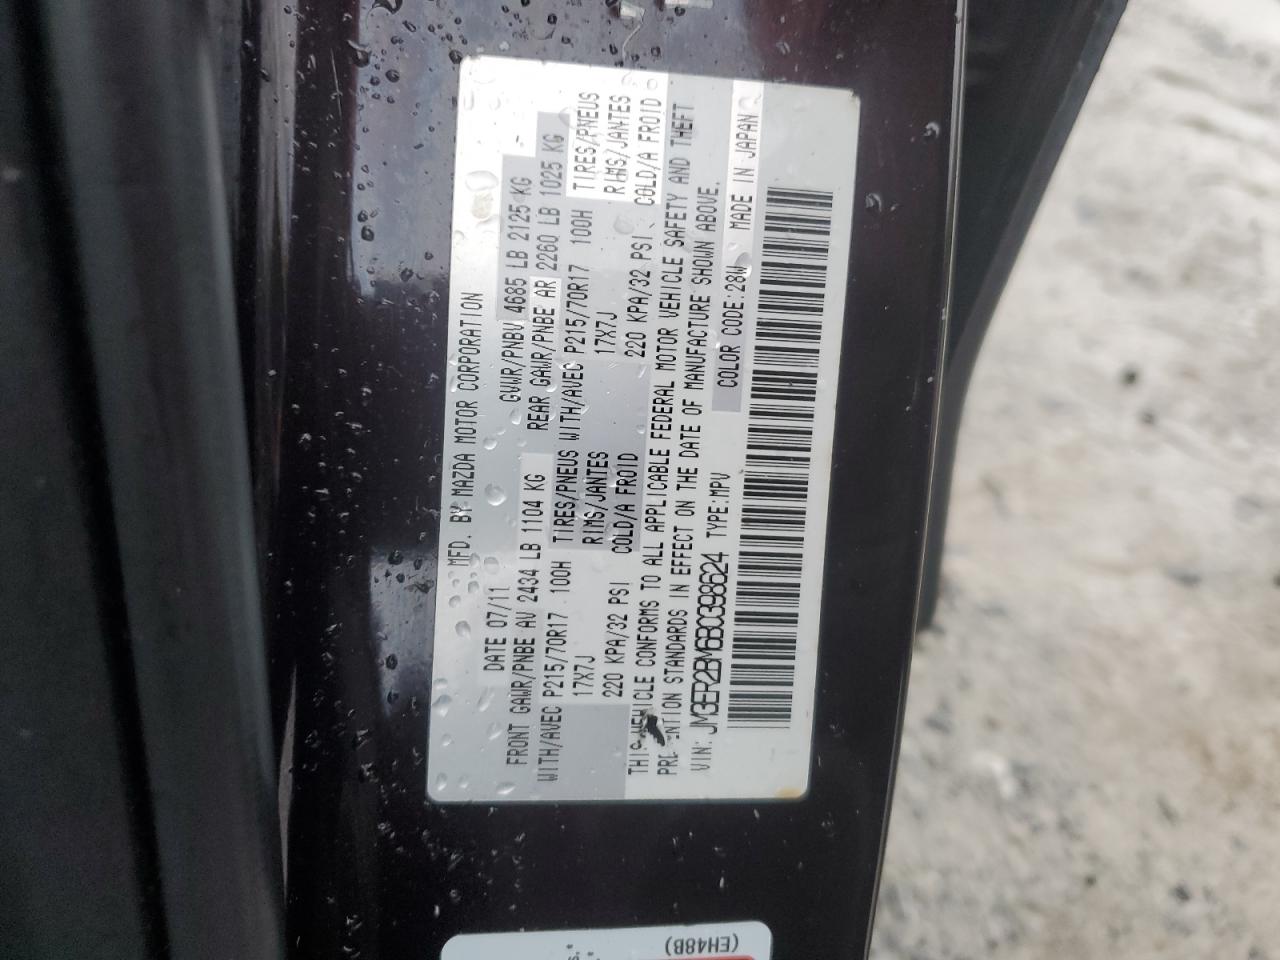 MFD. BY MAZDA MOTOR CORPORATION
DATE 07/11 GVWR/PNBV 4685 LB 2125 KG
FRONT GAWR/PNBE AV 2434 LB 1104 KG REAR GAWR/PNBE AR 2260 LB 1025 KG
WITH/AVEC P215/70R17 100H TIRES/PNEUS WITH/AVEC P215/70R17 100H TIRES/PNEUS
17X7J RIMS/JANTES 17X7J RIMS/JANTES
220 KPA/32 PSI COLD/A FROID 220 KPA/32 PSI COLD/A FROID
VEHICLE CONFORMS TO ALL APPLICABLE FEDERAL MOTOR VEHICLE SAFETY AND THEFT
STANDARDS IN EFFECT ON THE DATE OF MANUFACTURE SHOWN ABOVE.
VIN: JM3ER2BM6B0398624 TYPE:MPV COLOR CODE:28W MADE IN JAPAN
(EH48B)